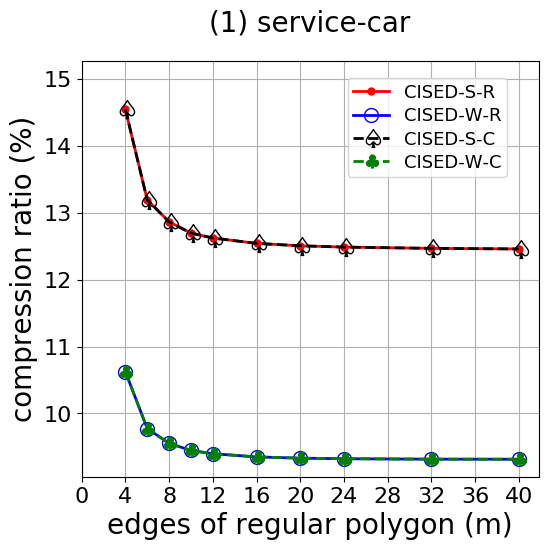 (1) service-car
compression ratio (%)
15
14
13
12
11
10
CISED-S-R
CISED-W-R
CISED-S-C
CISED-W-C
0 4 8 12 16 20 24 28 32 36 40
edges of regular polygon (m)